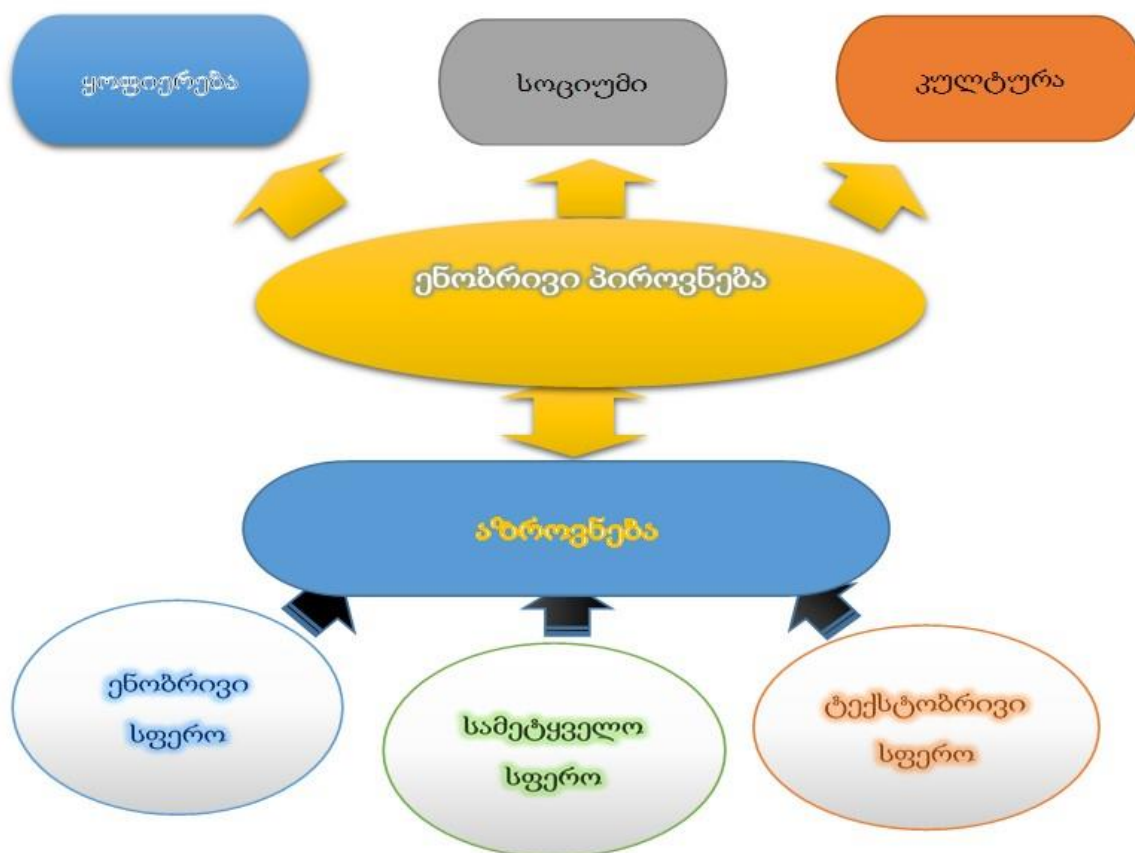 ყოფიერება
სოციუმი
კულტურა
ენობრივი პიროვნება
აზროვნება
ენობრივი
სფერო
სამეტყველო
სფერო
ტექსტობრივი
სფერო